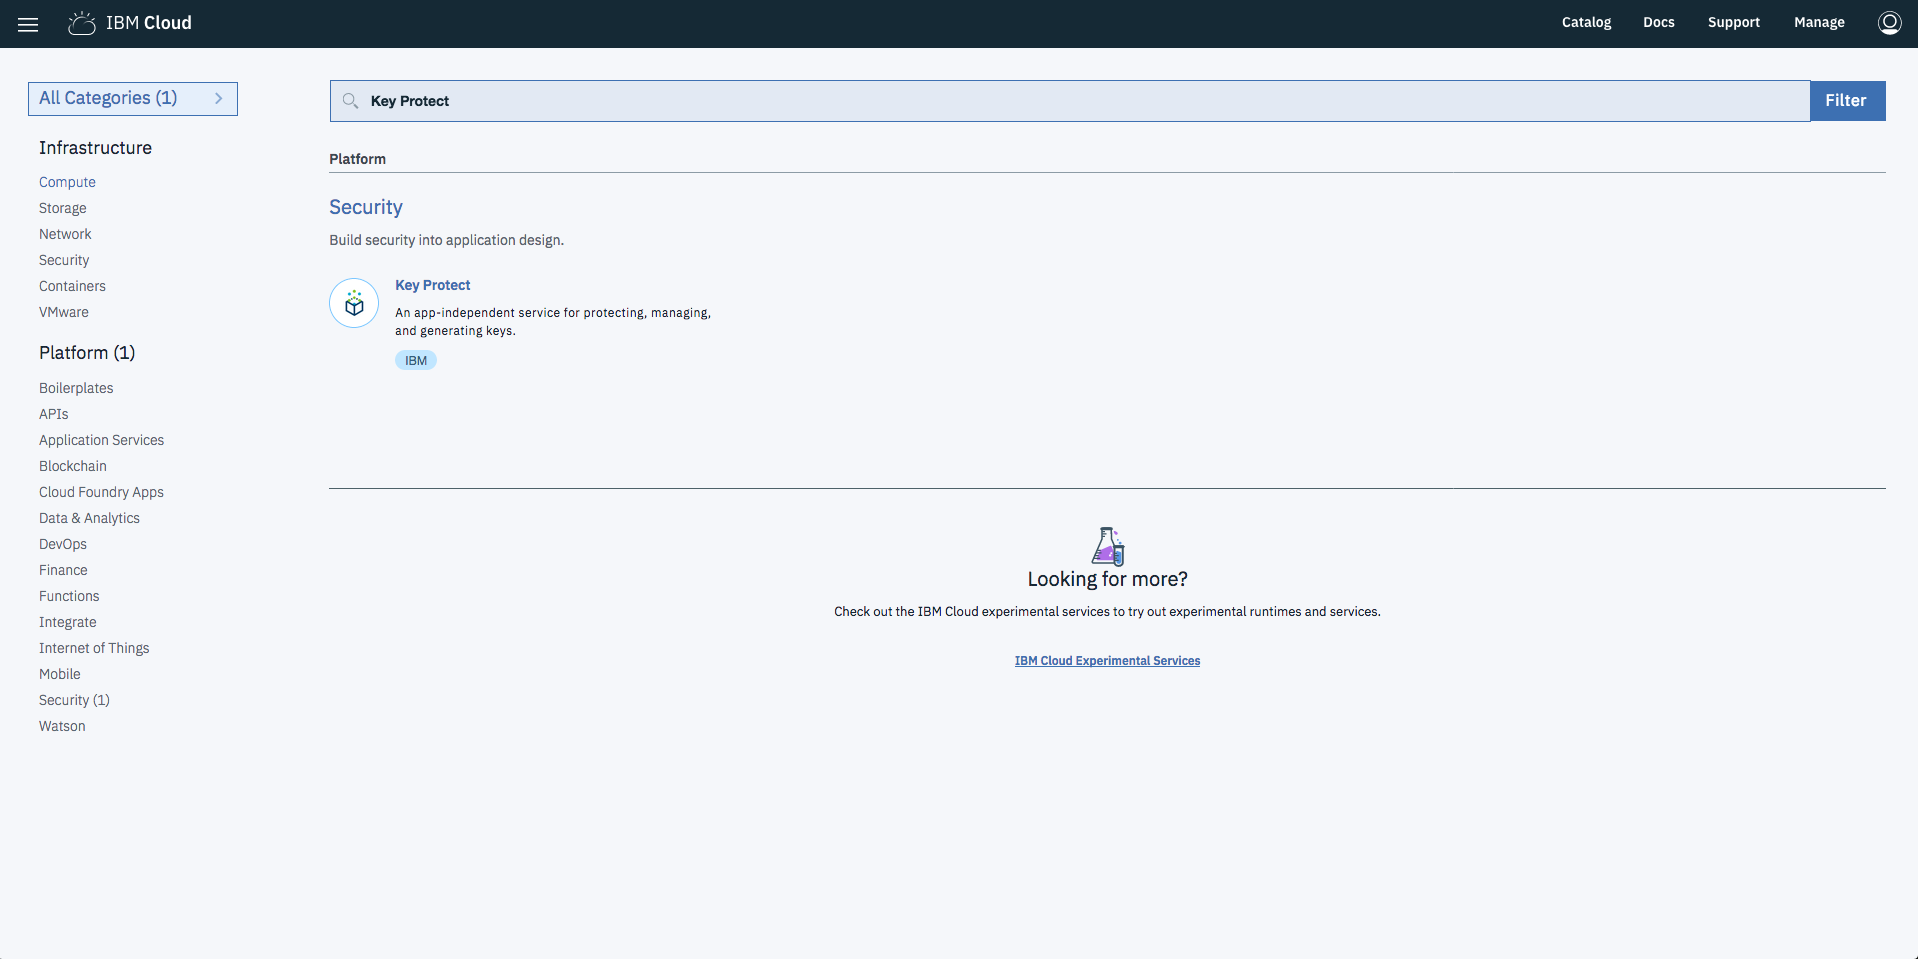 IBM Cloud
Catalog
Docs
Support
Manage
All Categories (1)
Infrastructure
Compute
Storage
Network
Security
Containers
VMware
Platform (1)
Boilerplates
APIs
Application Services
Blockchain
Cloud Foundry Apps
Data & Analytics
DevOps
Finance
Functions
Integrate
Internet of Things
Mobile
Security (1)
Watson
Key Protect
Filter
Platform
Security
Build security into application design.
Key Protect
An app-independent service for protecting, managing,
and generating keys.
IBM
Looking for more?
Check out the IBM Cloud experimental services to try out experimental runtimes and services.
IBM Cloud Experimental Services